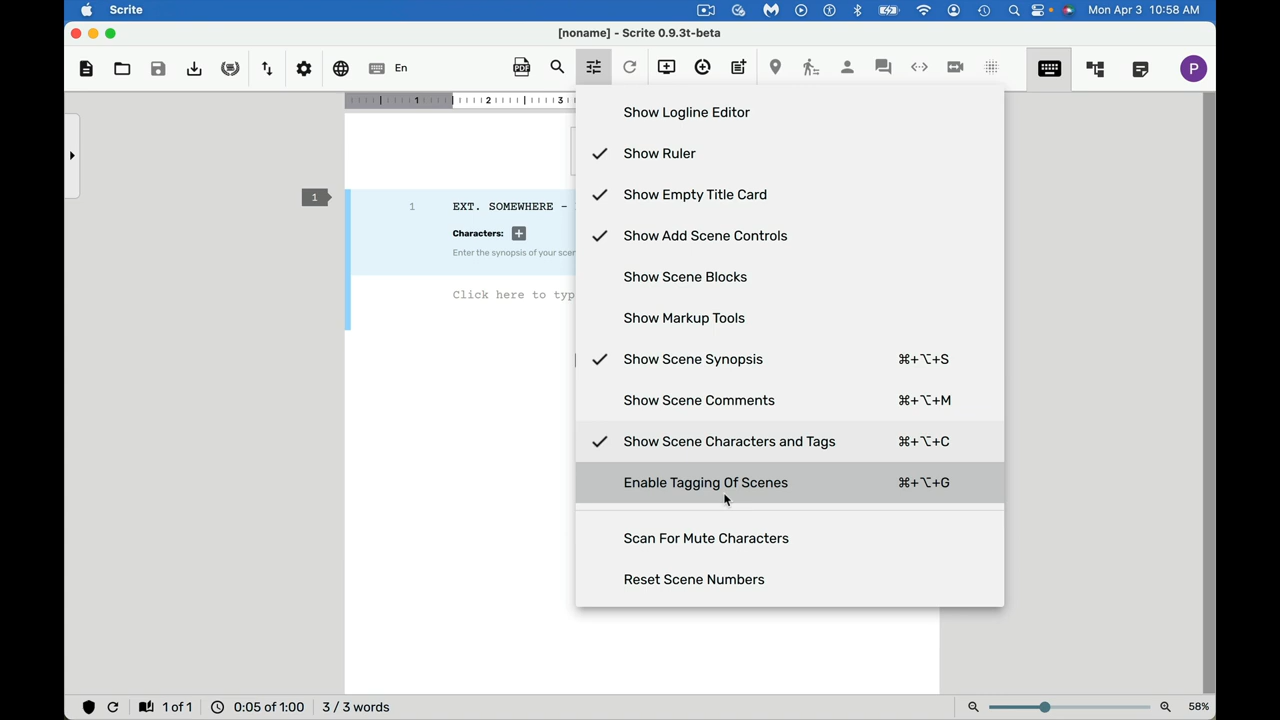 Scrite
Mon Apr 3 10:58 AM
[noname] - Scrite 0.9.3t-beta
En
PDF
P
1 2 3
Show Logline Editor
Show Ruler
Show Empty Title Card
Show Add Scene Controls
Show Scene Blocks
Show Markup Tools
Show Scene Synopsis ⌘+⌥+S
Show Scene Comments ⌘+⌥+M
Show Scene Characters and Tags ⌘+⌥+C
Enable Tagging Of Scenes ⌘+⌥+G
Scan For Mute Characters
Reset Scene Numbers
1
1 EXT. SOMEWHERE -
Characters:
Enter the synopsis of your
Click here to
1 of 1
0:05 of 1:00
3 / 3 words
58%